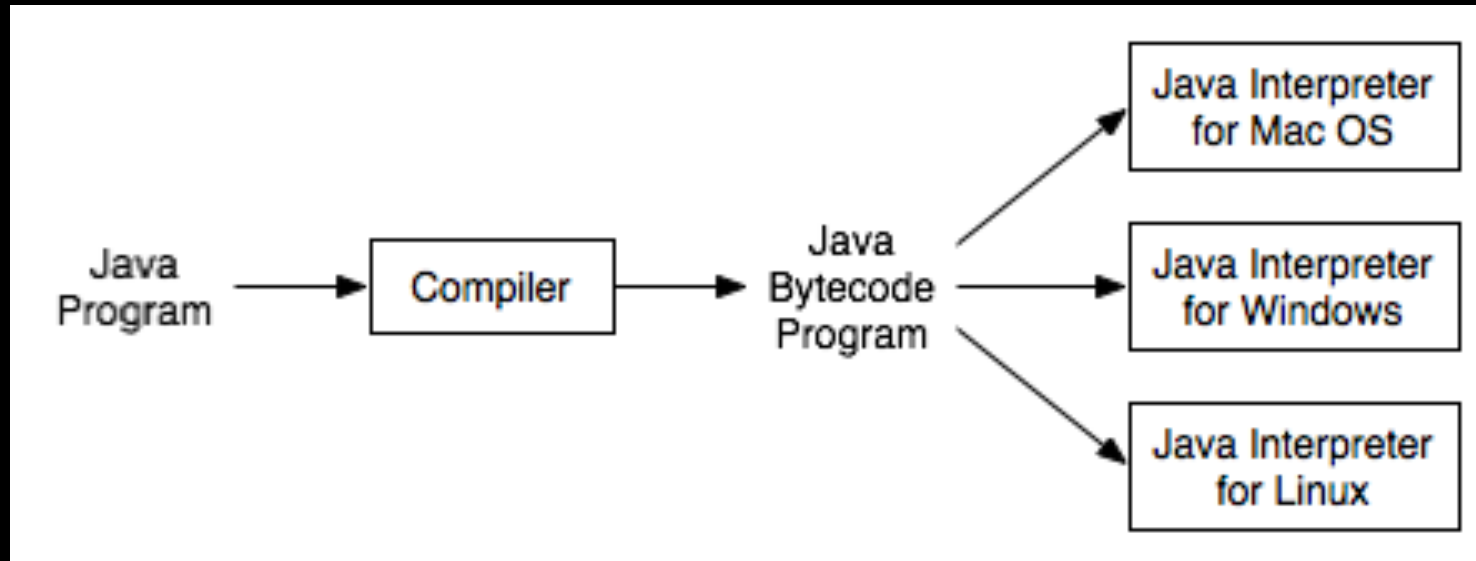 Java
Program
Compiler
Java
Bytecode
Program
Java Interpreter
for Mac OS
Java Interpreter
for Windows
Java Interpreter
for Linux